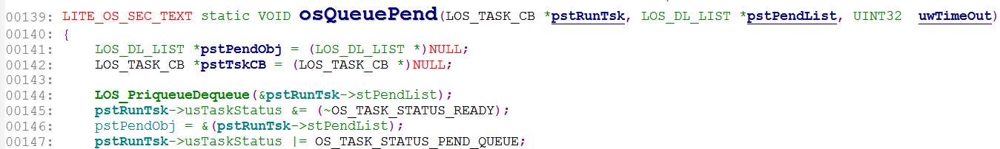 00139: LITE_OS_SEC_TEXT static VOID osQueuePend(LOS_TASK_CB *pstRunTsk, LOS_DL_LIST *pstPendList, UINT32  uwTimeOut)
00140: {
00141:     LOS_DL_LIST *pstPendObj = (LOS_DL_LIST *)NULL;
00142:     LOS_TASK_CB *pstTskCB = (LOS_TASK_CB *)NULL;
00143:
00144:     LOS_PriqueueDequeue(&pstRunTsk->stPendList);
00145:     pstRunTsk->usTaskStatus &= (~OS_TASK_STATUS_READY);
00146:     pstPendObj = &(pstRunTsk->stPendList);
00147:     pstRunTsk->usTaskStatus |= OS_TASK_STATUS_PEND_QUEUE;